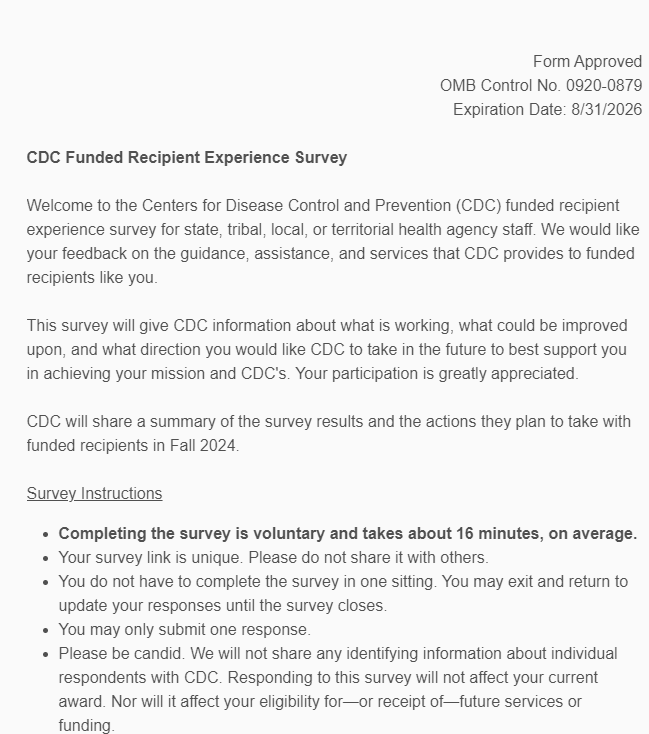 Form Approved
OMB Control No. 0920-0879
Expiration Date: 8/31/2026
CDC Funded Recipient Experience Survey
Welcome to the Centers for Disease Control and Prevention (CDC) funded recipient
experience survey for state, tribal, local, or territorial health agency staff. We would like
your feedback on the guidance, assistance, and services that CDC provides to funded
recipients like you.
This survey will give CDC information about what is working, what could be improved
upon, and what direction you would like CDC to take in the future to best support you
in achieving your mission and CDC's. Your participation is greatly appreciated.
CDC will share a summary of the survey results and the actions they plan to take with
funded recipients in Fall 2024.
Survey Instructions
• Completing the survey is voluntary and takes about 16 minutes, on average.
• Your survey link is unique. Please do not share it with others.
• You do not have to complete the survey in one sitting. You may exit and return to
update your responses until the survey closes.
• You may only submit one response.
• Please be candid. We will not share any identifying information about individual
respondents with CDC. Responding to this survey will not affect your current
award. Nor will it affect your eligibility for—or receipt of—future services or
funding.